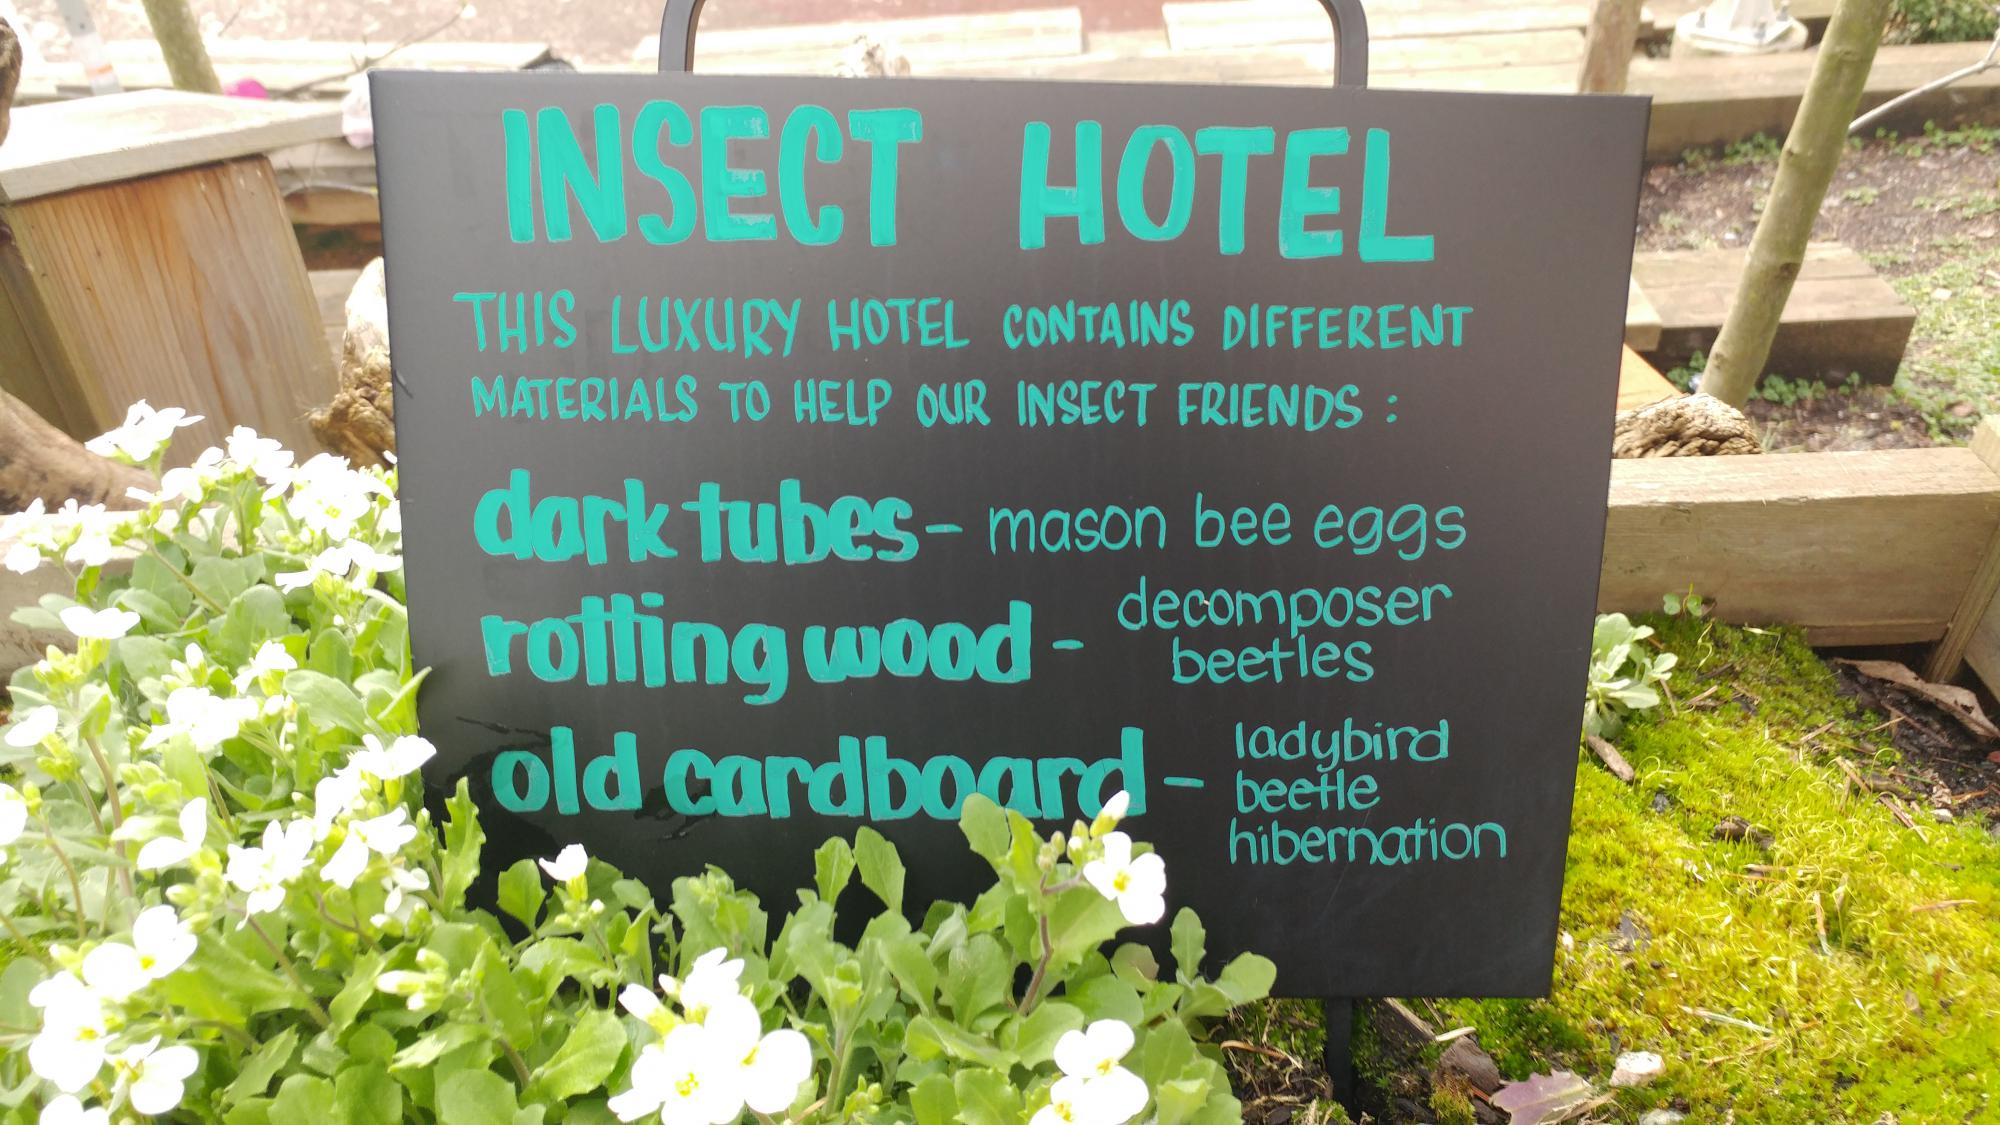 INSECT HOTEL
THIS LUXURY HOTEL CONTAINS DIFFERENT
MATERIALS TO HELP OUR INSECT FRIENDS :
dark tubes - mason bee eggs
rotting wood - decomposer
beetles
old cardboard - ladybird
beetle
hibernation